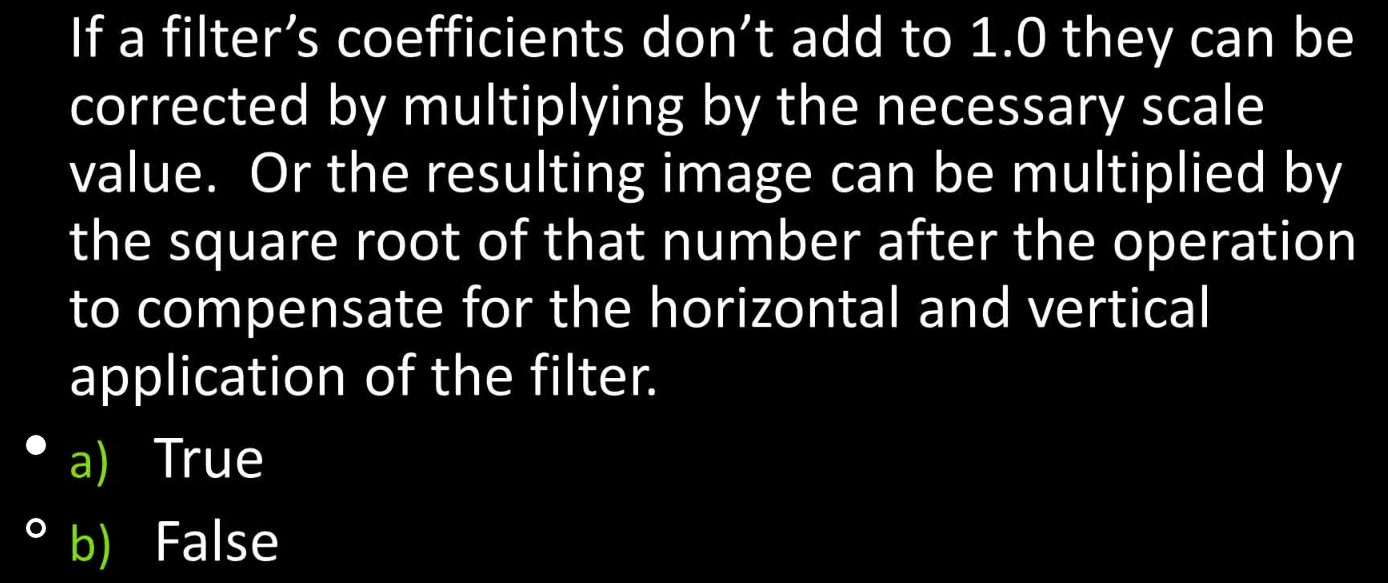 If a filter’s coefficients don’t add to 1.0 they can be
corrected by multiplying by the necessary scale
value.  Or the resulting image can be multiplied by
the square root of that number after the operation
to compensate for the horizontal and vertical
application of the filter.
a) True
b) False